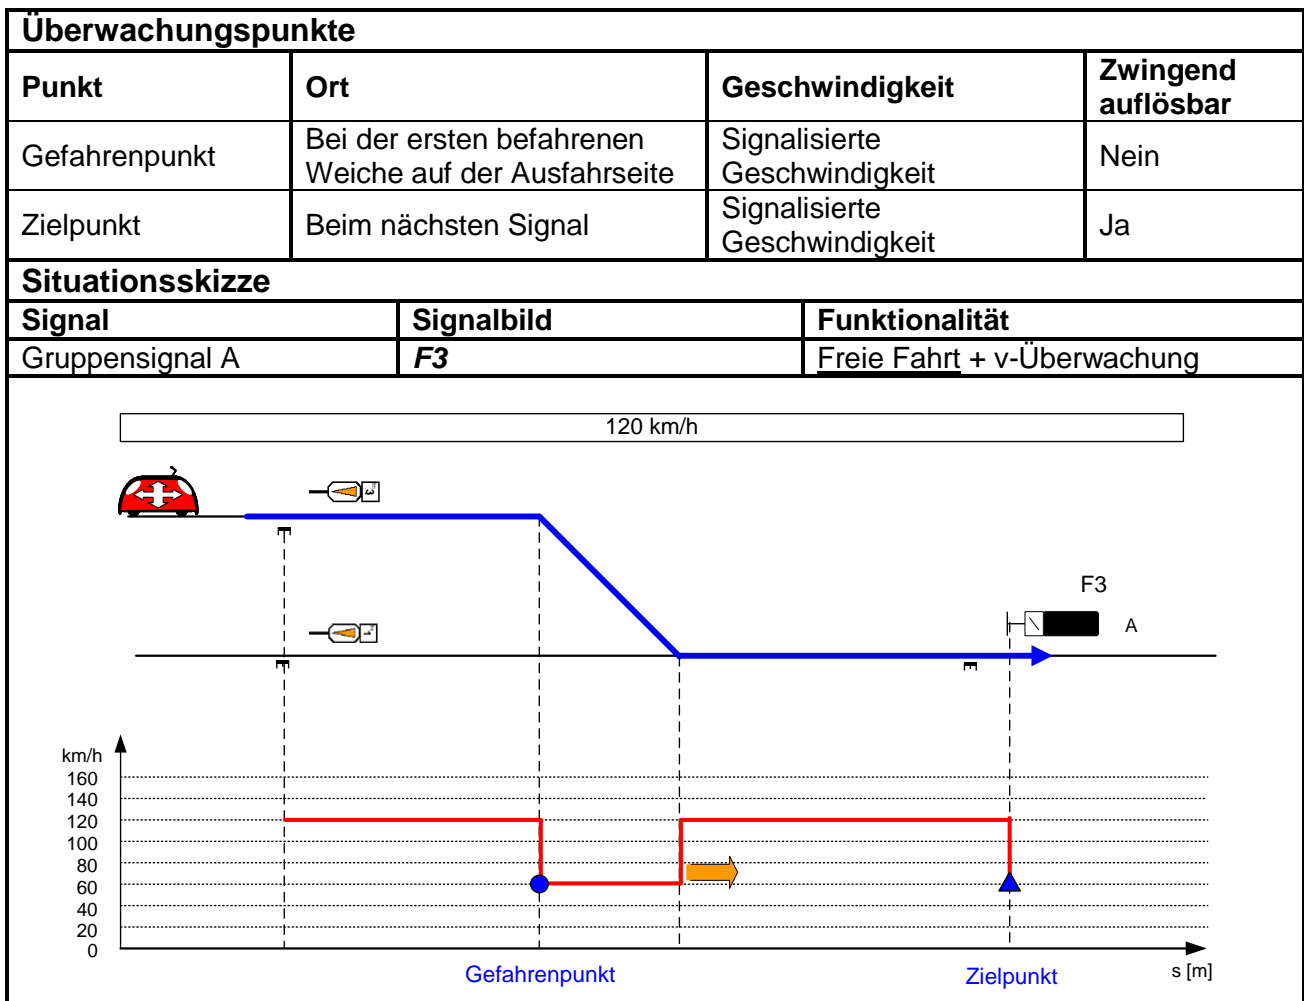 Überwachungspunkte
Punkt Ort Geschwindigkeit Zwingend auflösbar
Gefahrenpunkt Bei der ersten befahrenen Weiche auf der Ausfahrseite Signalisierte Geschwindigkeit Nein
Zielpunkt Beim nächsten Signal Signalisierte Geschwindigkeit Ja
Situationsskizze
Signal Signalbild Funktionalität
Gruppensignal A F3 Freie Fahrt + v-Überwachung
120 km/h
3
F3
1
A
km/h
160
140
120
100
80
60
40
20
0
Gefahrenpunkt Zielpunkt s [m]